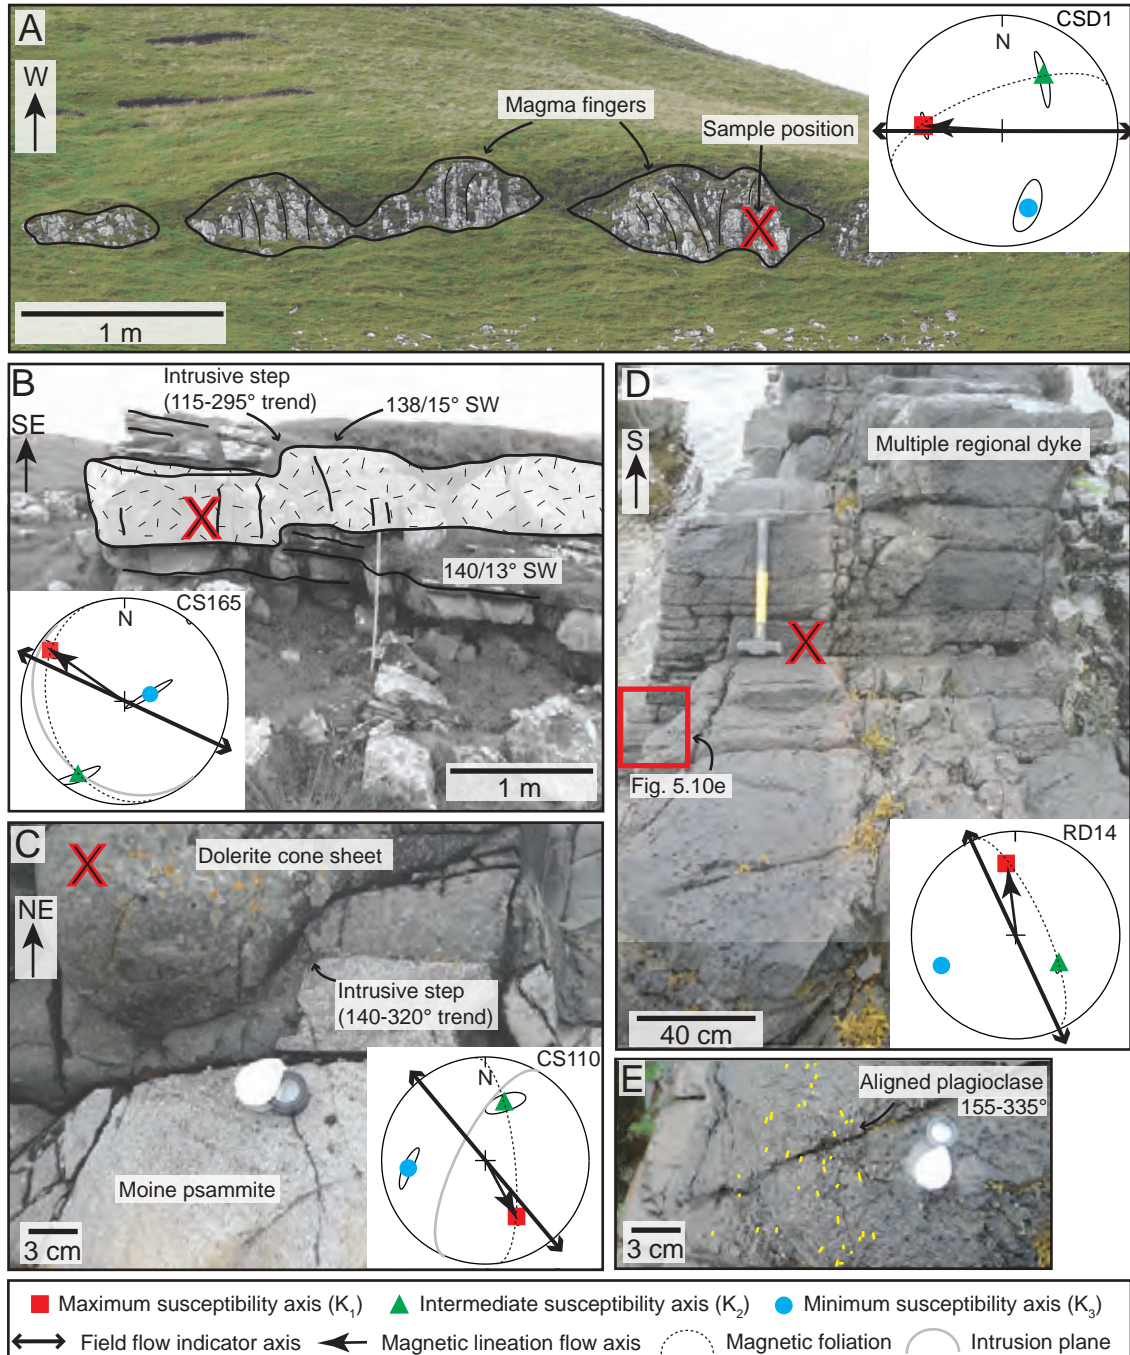 A
W
Magma fingers
Sample position
CSD1
N
1 m
B
SE
Intrusive step
(115-295° trend)
138/15° SW
140/13° SW
CS165
N
1 m
C
NE
Dolerite cone sheet
Intrusive step
(140-320° trend)
Moine psammite
3 cm
CS110
N
D
S
Multiple regional dyke
Fig. 5.10e
40 cm
RD14
E
Aligned plagioclase
155-335°
3 cm
Maximum susceptibility axis (K₁)
Intermediate susceptibility axis (K₂)
Minimum susceptibility axis (K₃)
Field flow indicator axis
Magnetic lineation flow axis
Magnetic foliation
Intrusion plane